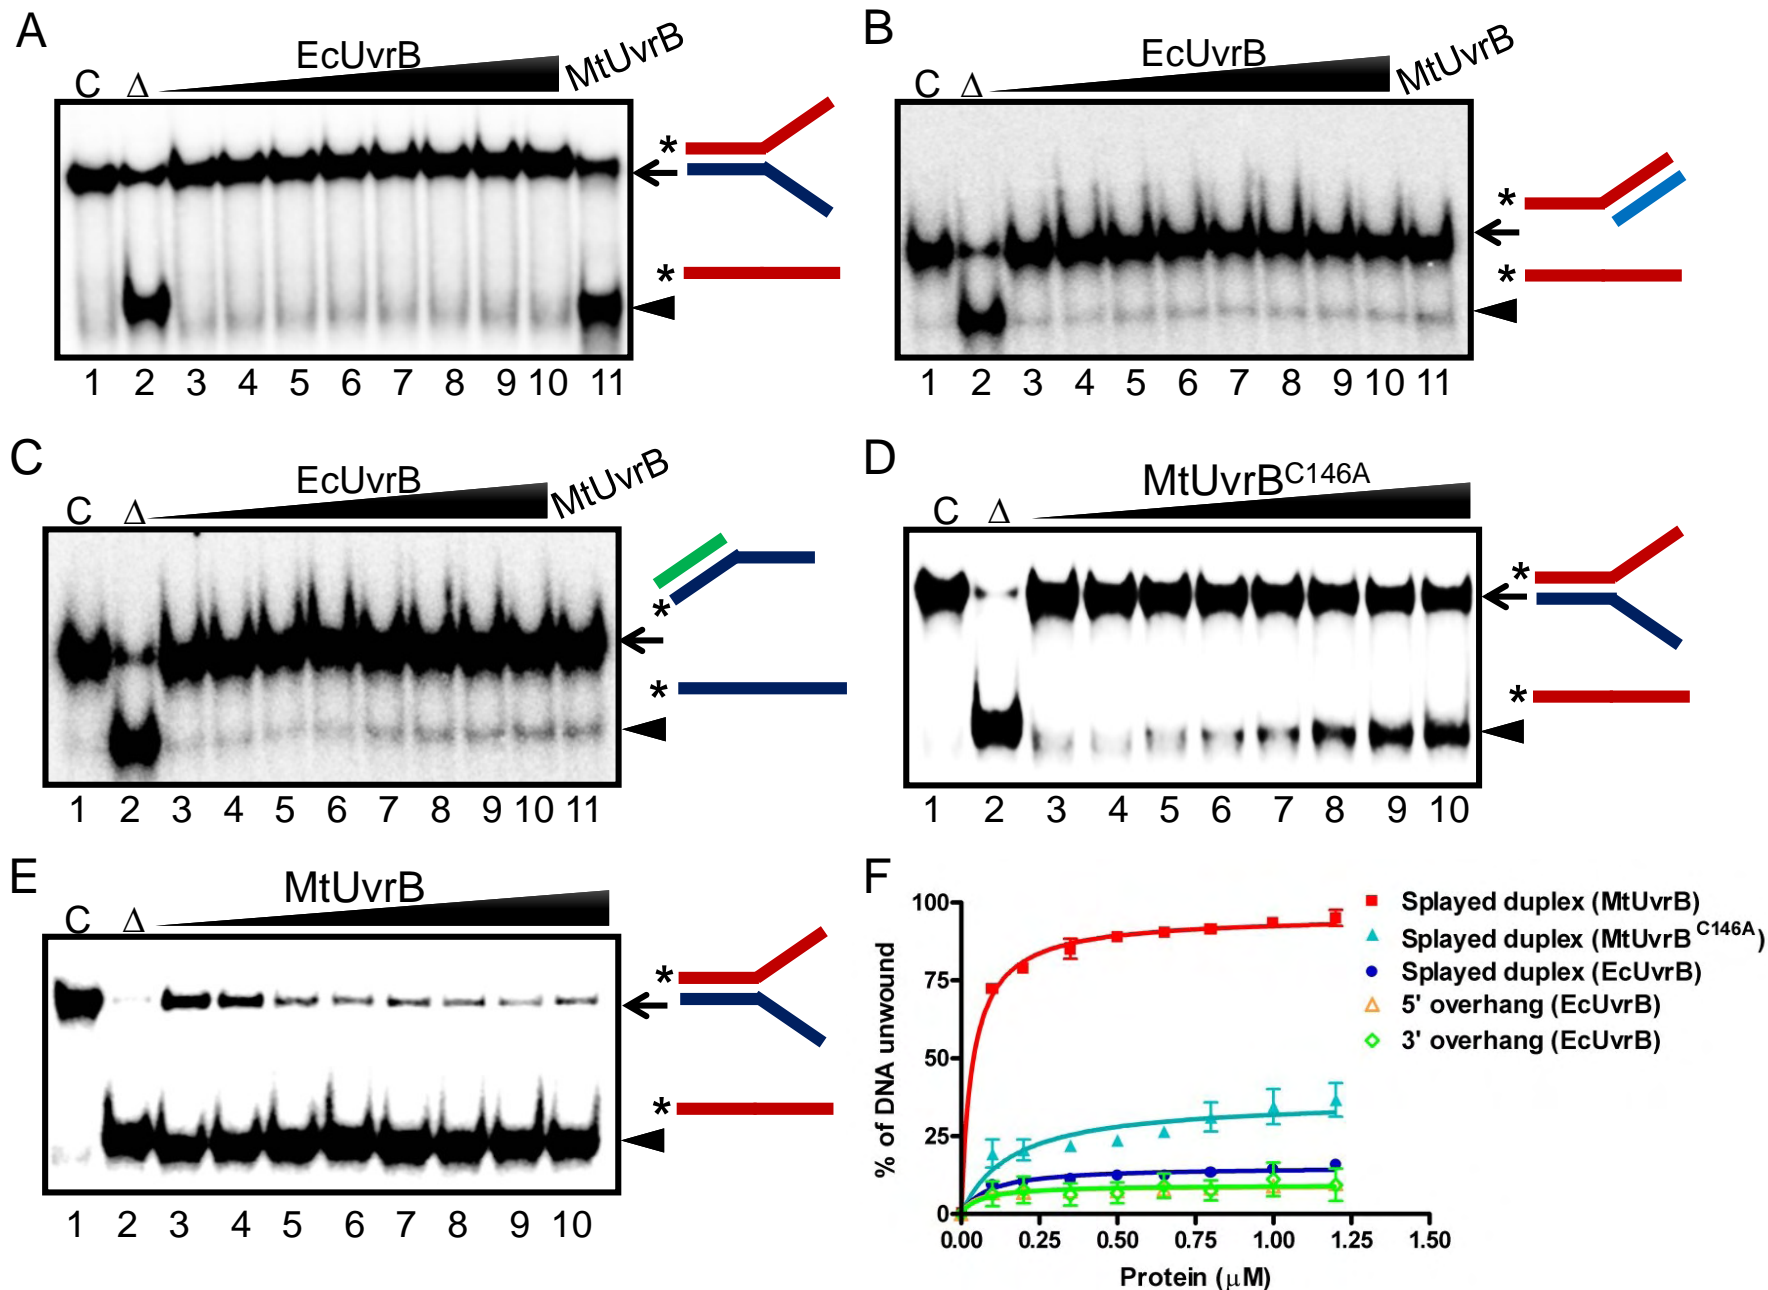 A
EcUvrB
MtUvrB
C Δ
*
*
1 2 3 4 5 6 7 8 9 10 11
B
EcUvrB
MtUvrB
C Δ
*
*
1 2 3 4 5 6 7 8 9 10 11
C
EcUvrB
MtUvrB
C Δ
*
*
1 2 3 4 5 6 7 8 9 10 11
D
MtUvrB^C146A
C Δ
*
*
1 2 3 4 5 6 7 8 9 10
E
MtUvrB
C Δ
*
*
1 2 3 4 5 6 7 8 9 10
F
% of DNA unwound
100
75
50
25
0
0.00 0.25 0.50 0.75 1.00 1.25 1.50
Protein (μM)
Splayed duplex (MtUvrB)
Splayed duplex (MtUvrB^C146A)
Splayed duplex (EcUvrB)
5' overhang (EcUvrB)
3' overhang (EcUvrB)